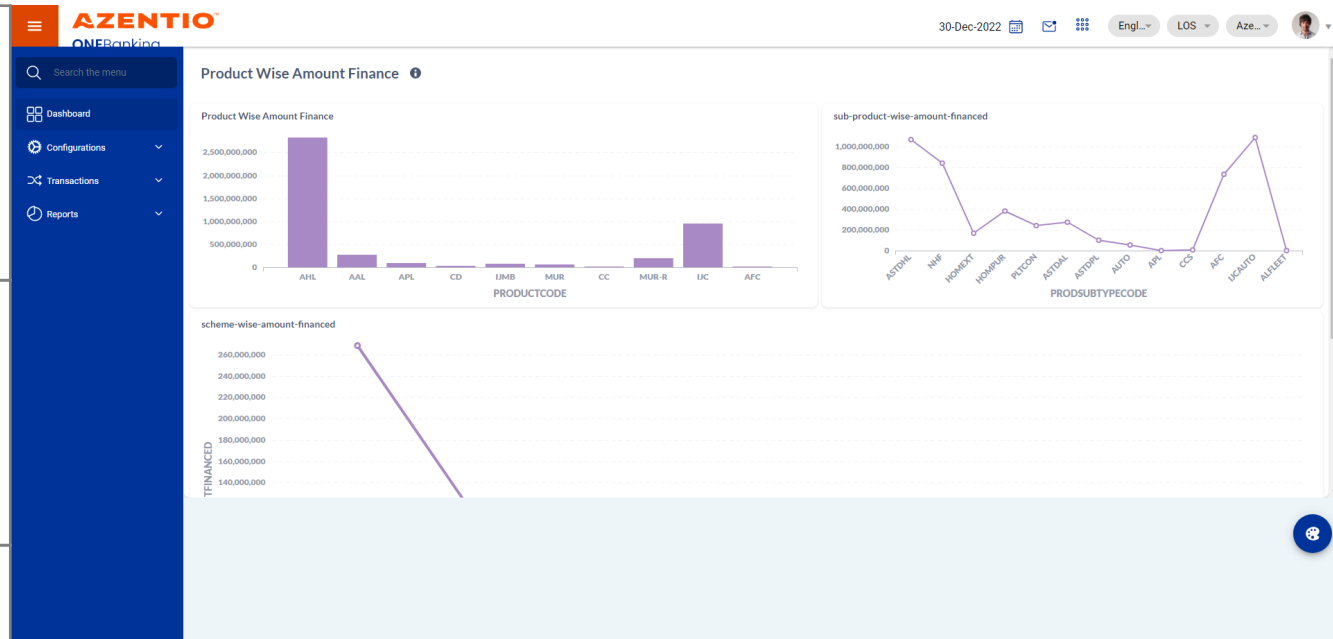 AZENTIO
ONEBanking
30-Dec-2022
Engl...
LOS
Aze...
Search the menu
Dashboard
Configurations
Transactions
Reports
Product Wise Amount Finance
Product Wise Amount Finance
2,500,000,000
2,000,000,000
1,500,000,000
1,000,000,000
500,000,000
0
AHL AAL APL CD IJMB MUR CC MUR-R IJC AFC
PRODUCTCODE
sub-product-wise-amount-financed
1,000,000,000
800,000,000
600,000,000
400,000,000
200,000,000
0
ASTDHL NHF HOMEXT HOMPUR PLTCON ASTDAL ASTDPL AUTO APL CCS AFC IJCAUTO ALFLEET
PRODSUBTYPECODE
scheme-wise-amount-financed
260,000,000
240,000,000
220,000,000
200,000,000
180,000,000
160,000,000
140,000,000
TFINANCED